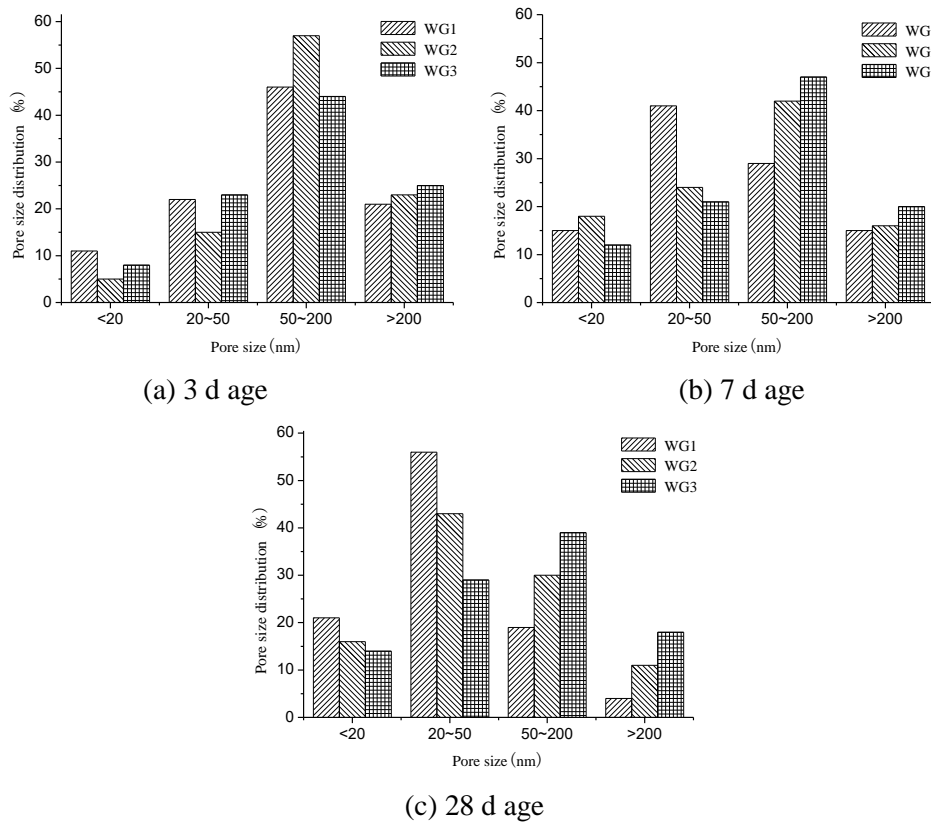 60
50
40
30
20
10
0
Pore size distribution (%)
WG1
WG2
WG3
<20
20~50
50~200
>200
Pore size (nm)
(a) 3 d age
60
50
40
30
20
10
0
Pore size distribution (%)
WG
WG
WG
<20
20~50
50~200
>200
Pore size (nm)
(b) 7 d age
60
50
40
30
20
10
0
Pore size distribution (%)
WG1
WG2
WG3
<20
20~50
50~200
>200
Pore size (nm)
(c) 28 d age